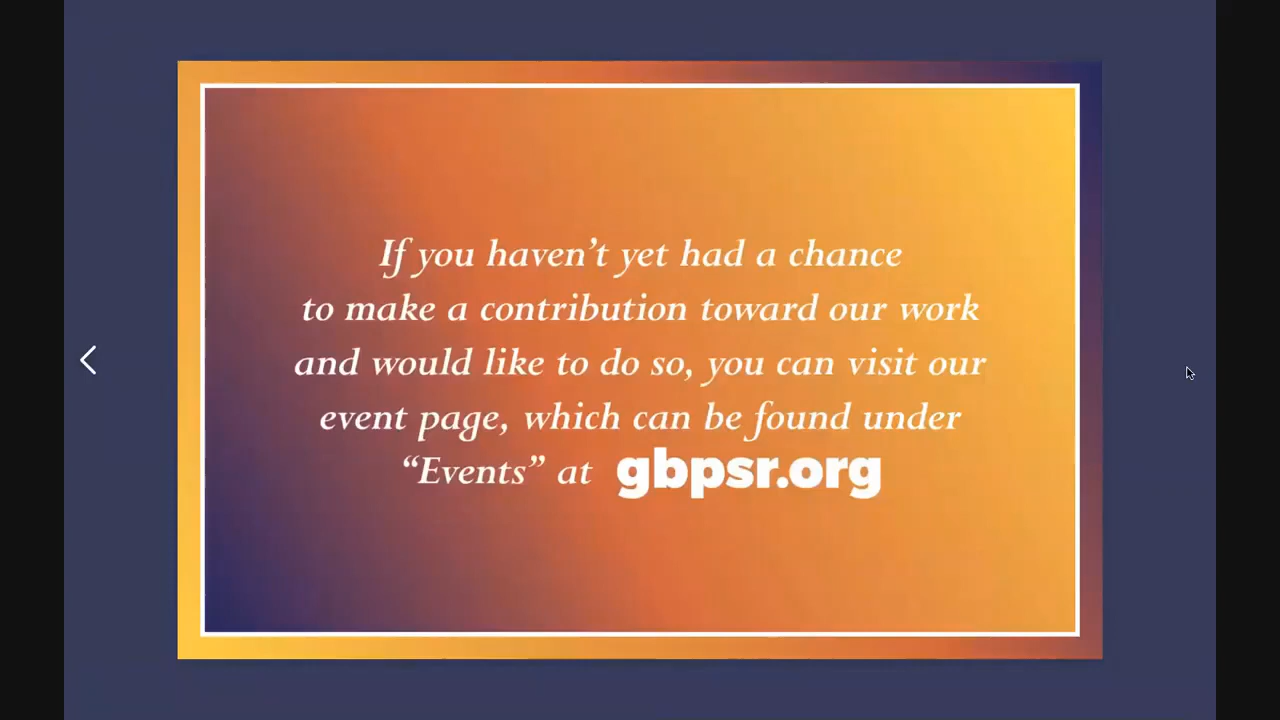 If you haven’t yet had a chance
to make a contribution toward our work
and would like to do so, you can visit our
event page, which can be found under
“Events” at gbpsr.org